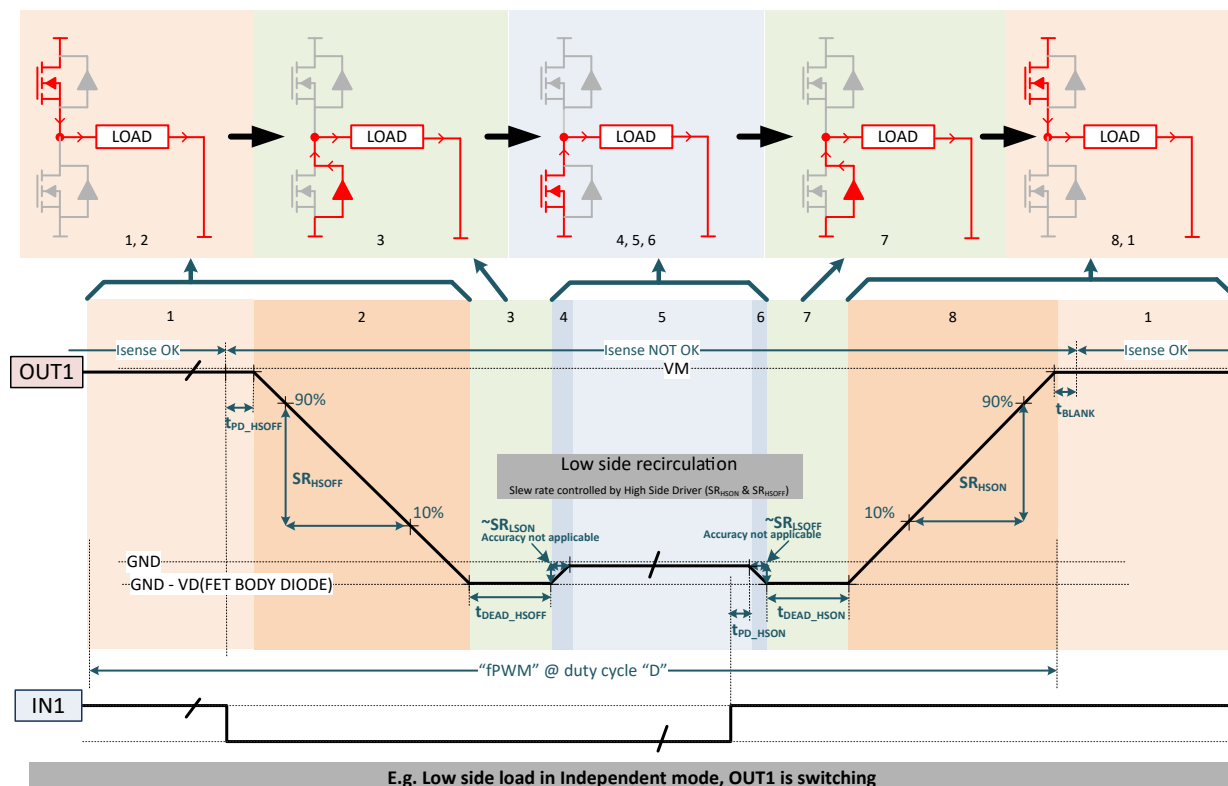 LOAD
LOAD
LOAD
LOAD
LOAD
1, 2
3
4, 5, 6
7
8, 1
1
2
3
4
5
6
7
8
1
Isense OK
Isense NOT OK
Isense OK
OUT1
VM
90%
90%
tPD_HSOFF
tBLANK
Low side recirculation
Slew rate controlled by High Side Driver (SRHSON & SRHSOFF)
SRHSOFF
SRHSON
10%
10%
~SRLSON
Accuracy not applicable
~SRLSOFF
Accuracy not applicable
GND
GND - VD(FET BODY DIODE)
tDEAD_HSOFF
tDEAD_HSON
tPD_HSON
“fPWM” @ duty cycle “D”
IN1
E.g. Low side load in Independent mode, OUT1 is switching